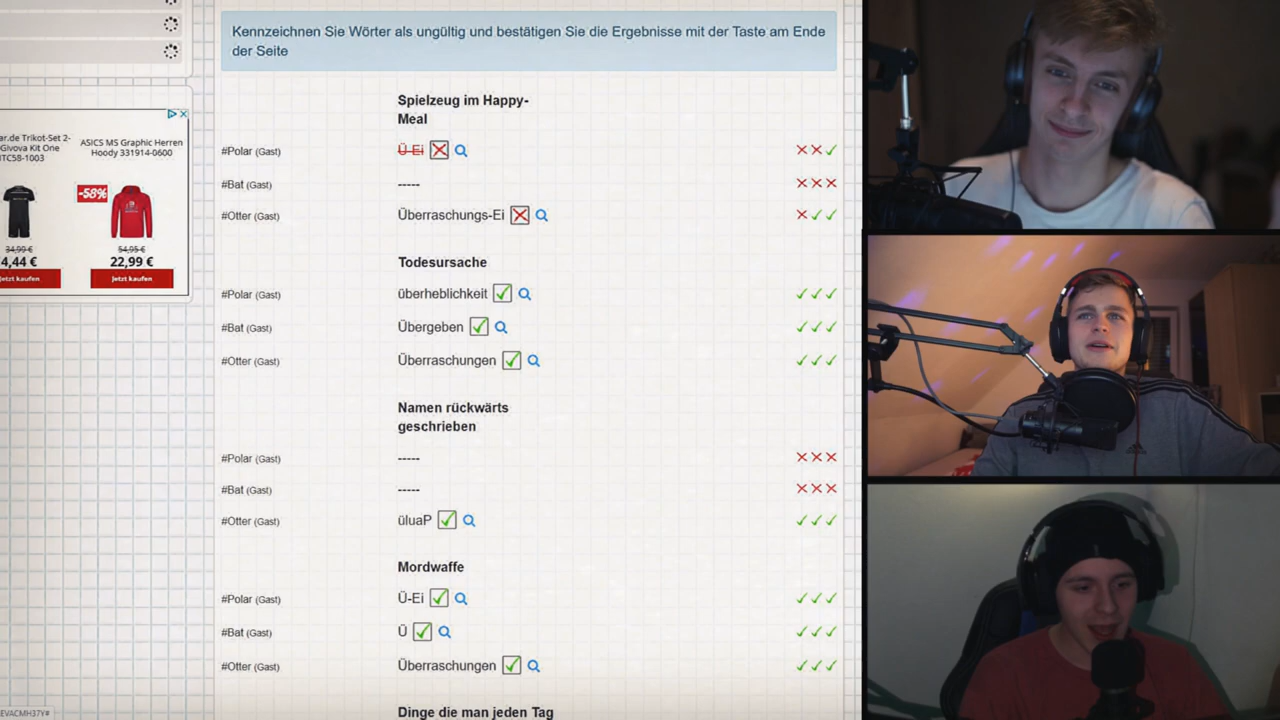 Kennzeichnen Sie Wörter als ungültig und bestätigen Sie die Ergebnisse mit der Taste am Ende
der Seite
ar.de Trikot-Set 2-
Givova Kit One
TC58-1003
34,99 €
4,44 €
Jetzt kaufen
ASICS MS Graphic Herren
Hoody 331914-0600
-58%
54,95 €
22,99 €
Jetzt kaufen
Spielzeug im Happy-
Meal
#Polar (Gast) Ü-Ei
#Bat (Gast) -----
#Otter (Gast) Überraschungs-Ei
Todesursache
#Polar (Gast) überheblichkeit
#Bat (Gast) Übergeben
#Otter (Gast) Überraschungen
Namen rückwärts
geschrieben
#Polar (Gast) -----
#Bat (Gast) -----
#Otter (Gast) üluaP
Mordwaffe
#Polar (Gast) Ü-Ei
#Bat (Gast) Ü
#Otter (Gast) Überraschungen
Dinge die man jeden Tag
EVACMH37Y#